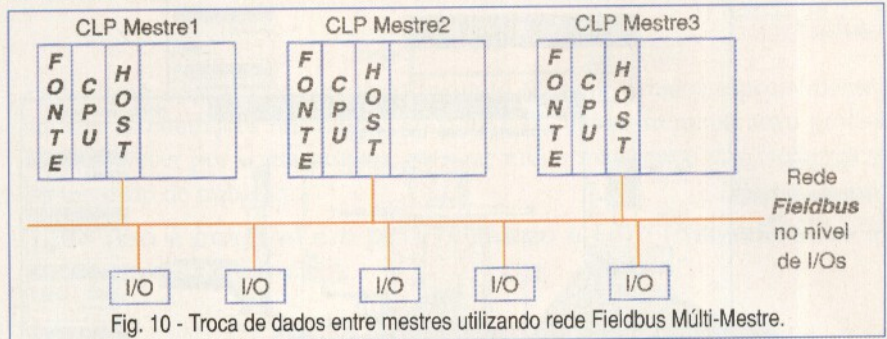 CLP Mestre1
CLP Mestre2
CLP Mestre3
FONTE
CPU
HOST
FONTE
CPU
HOST
FONTE
CPU
HOST
Rede
Fieldbus
no nível
de I/Os
I/O
I/O
I/O
I/O
I/O
Fig. 10 - Troca de dados entre mestres utilizando rede Fieldbus Múlti-Mestre.